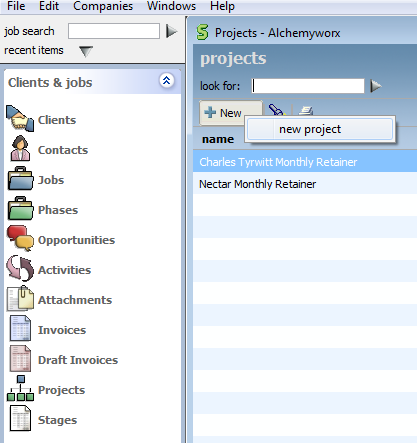 File Edit Companies Windows Help
job search
recent items
Clients & jobs
Clients
Contacts
Jobs
Phases
Opportunities
Activities
Attachments
Invoices
Draft Invoices
Projects
Stages
S Projects - Alchemyworx
projects
look for:
New
new project
name
Charles Tyrwitt Monthly Retainer
Nectar Monthly Retainer